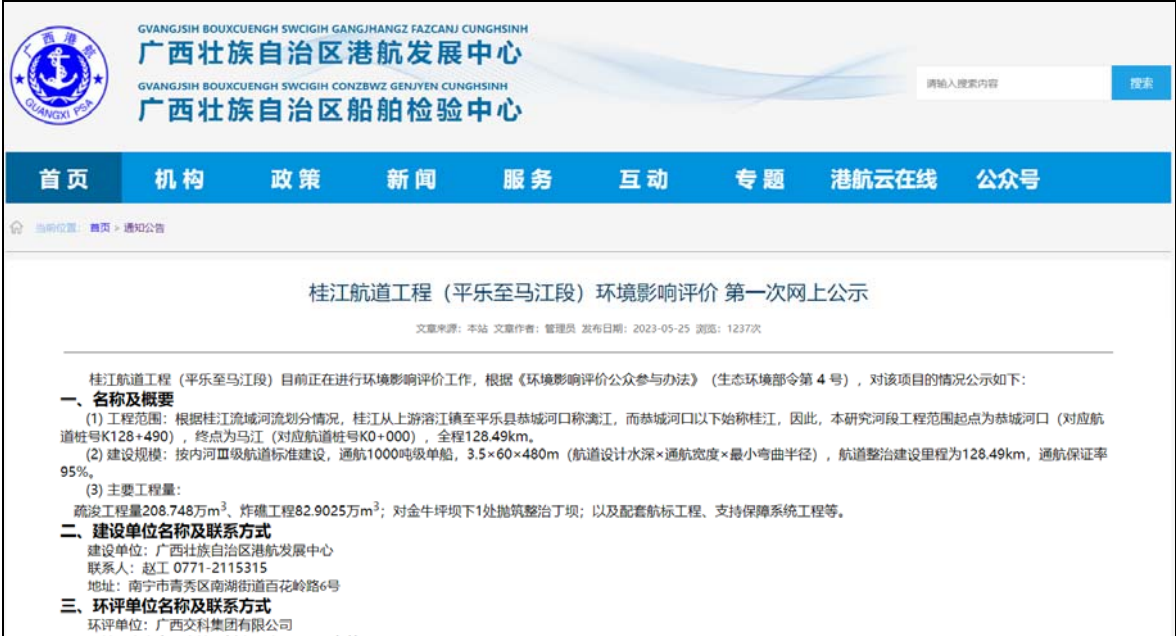 GVANGJSIH BOUXCUENGH SWCIGIH GANGJHANGZ FAZCANJ CUNGHSINH
广西壮族自治区港航发展中心
GVANGJSIH BOUXCUENGH SWCIGIH CONZBWZ GENJYEN CUNGHSINH
广西壮族自治区船舶检验中心
广西港航
GUANGXI PSA
请输入搜索内容
搜索
首页 机构 政策 新闻 服务 互动 专题 港航云在线 公众号
当前位置: 首页 > 通知公告
桂江航道工程（平乐至马江段）环境影响评价 第一次网上公示
文章来源: 本站 文章作者: 管理员 发布日期: 2023-05-25 浏览: 1237次
桂江航道工程（平乐至马江段）目前正在进行环境影响评价工作，根据《环境影响评价公众参与办法》（生态环境部令第 4 号），对该项目的情况公示如下:
一、名称及概要
(1) 工程范围: 根据桂江流域河流划分情况，桂江从上游溶江镇至平乐县恭城河口称漓江，而恭城河口以下始称桂江，因此，本研究河段工程范围起点为恭城河口（对应航
道桩号K128+490），终点为马江（对应航道桩号K0+000），全程128.49km。
(2) 建设规模: 按内河Ⅲ级航道标准建设，通航1000吨级单船，3.5×60×480m（航道设计水深×通航宽度×最小弯曲半径），航道整治建设里程为128.49km，通航保证率
95%。
(3) 主要工程量:
疏浚工程量208.748万m³、炸礁工程82.9025万m³; 对金牛坪坝下1处抛筑整治丁坝; 以及配套航标工程、支持保障系统工程等。
二、建设单位名称及联系方式
建设单位: 广西壮族自治区港航发展中心
联系人: 赵工 0771-2115315
地址: 南宁市青秀区南湖街道百花岭路6号
三、环评单位名称及联系方式
环评单位: 广西交科集团有限公司